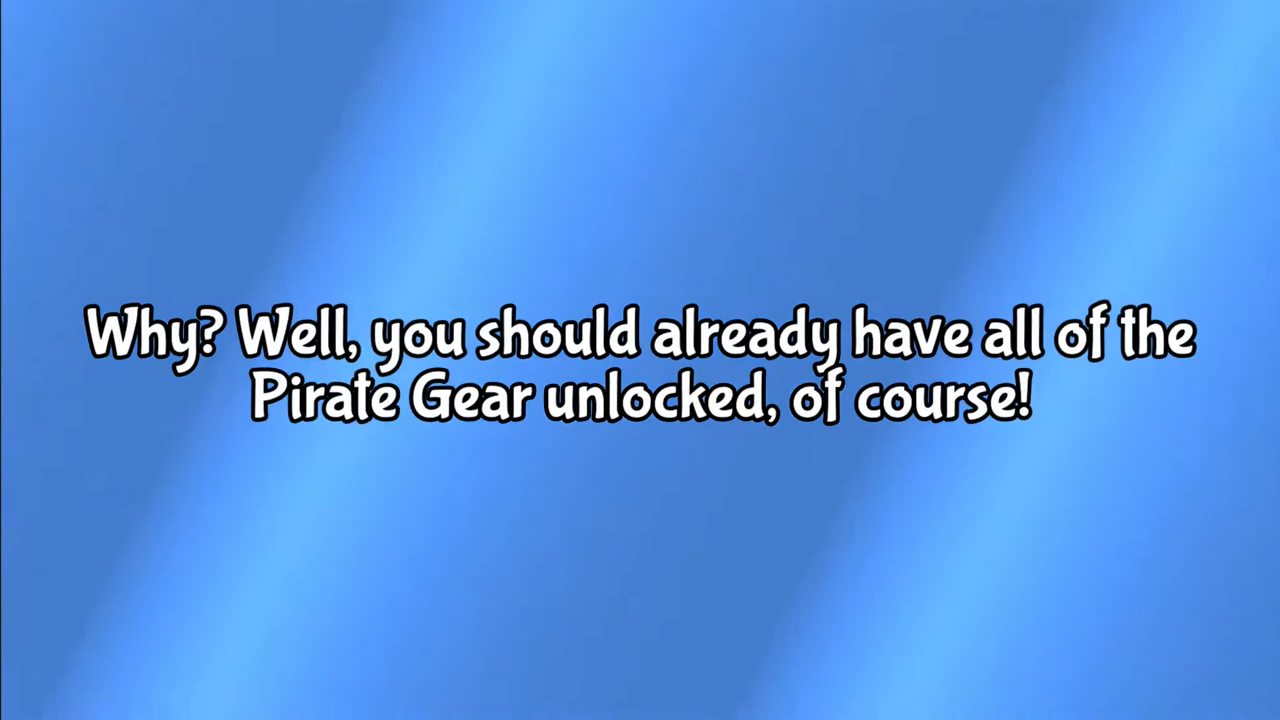 Why? Well, you should already have all of the
Pirate Gear unlocked, of course!